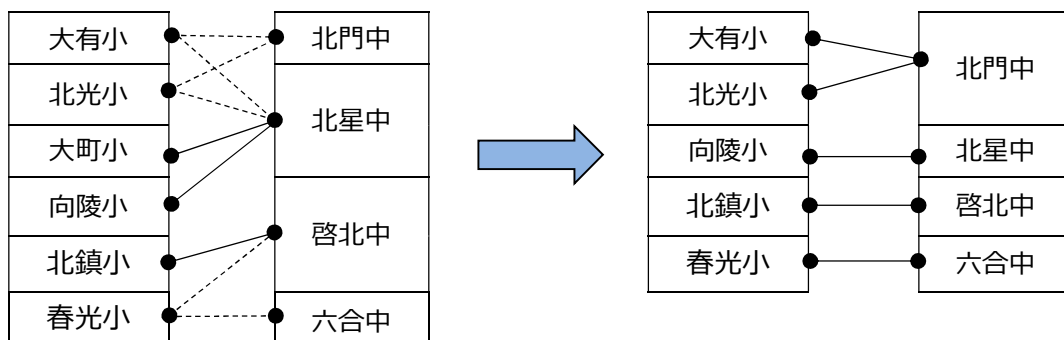 大有小
北光小
大町小
向陵小
北鎮小
春光小
北門中
北星中
啓北中
六合中
大有小
北光小
向陵小
北鎮小
春光小
北門中
北星中
啓北中
六合中